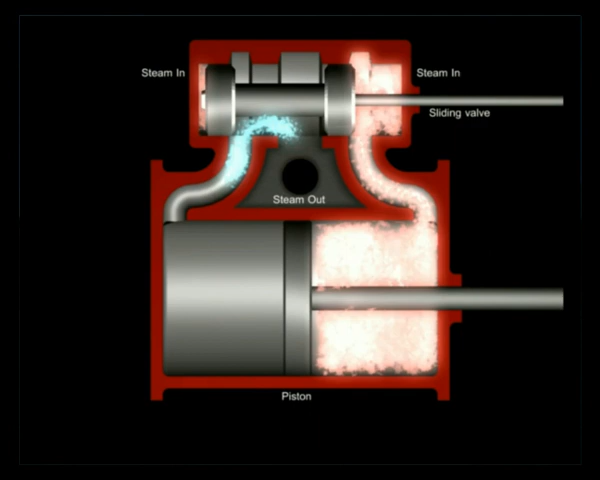 Steam In
Steam In
Sliding valve
Steam Out
Piston